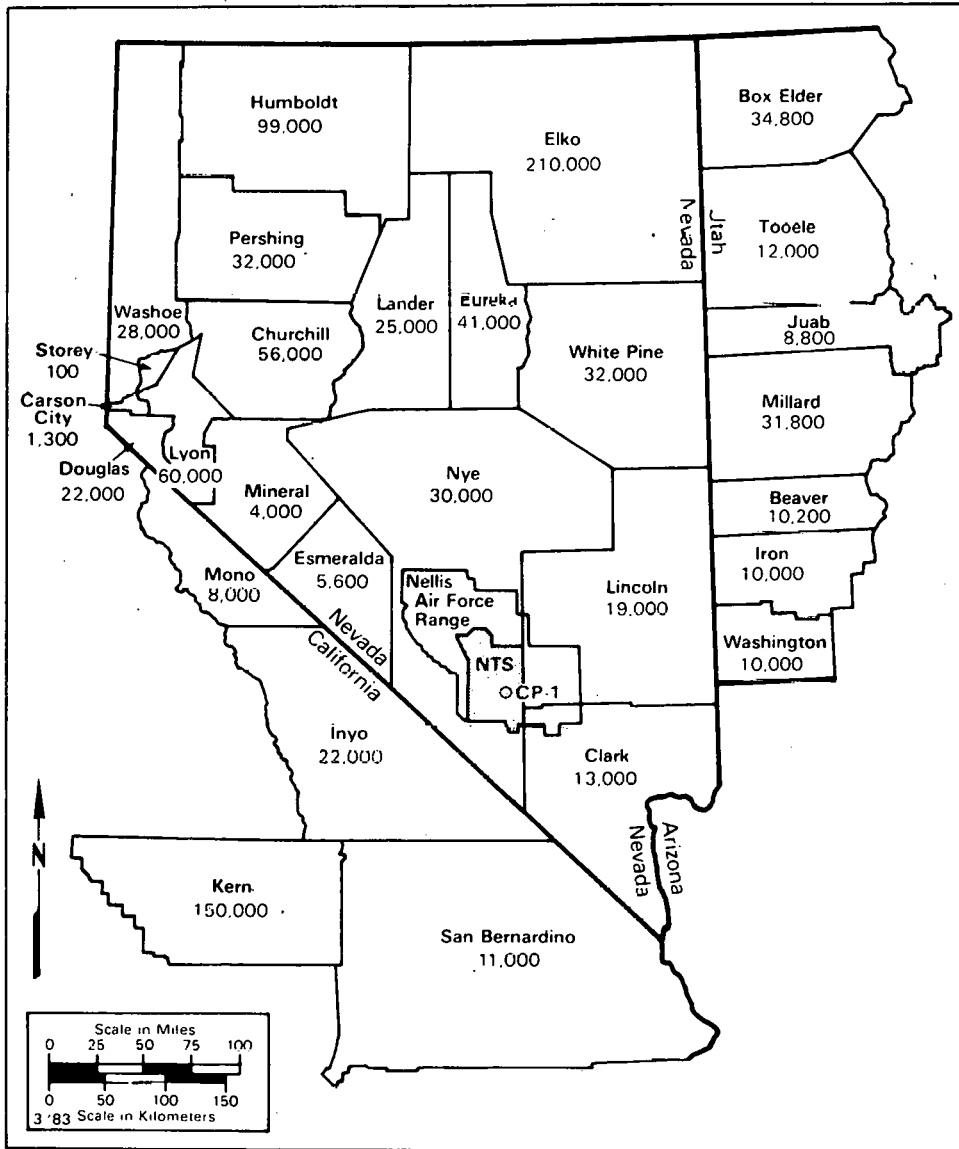 Humboldt
99,000
Elko
210,000
Box Elder
34,800
Nevada
Utah
Tooele
12,000
Pershing
32,000
Washoe
28,000
Churchill
56,000
Lander
25,000
Eureka
41,000
White Pine
32,000
Juab
8,800
Storey
100
Carson
City
1,300
Millard
31,800
Douglas
22,000
Lyon
60,000
Mineral
4,000
Nye
30,000
Beaver
10,200
Esmeralda
5,600
Mono
8,000
Nellis
Air Force
Range
Lincoln
19,000
Iron
10,000
Washington
10,000
Nevada
California
NTS
CP-1
Inyo
22,000
Clark
13,000
Arizona
Nevada
N
Kern
150,000
San Bernardino
11,000
Scale in Miles
0 25 50 75 100
0 50 100 150
3/83 Scale in Kilometers